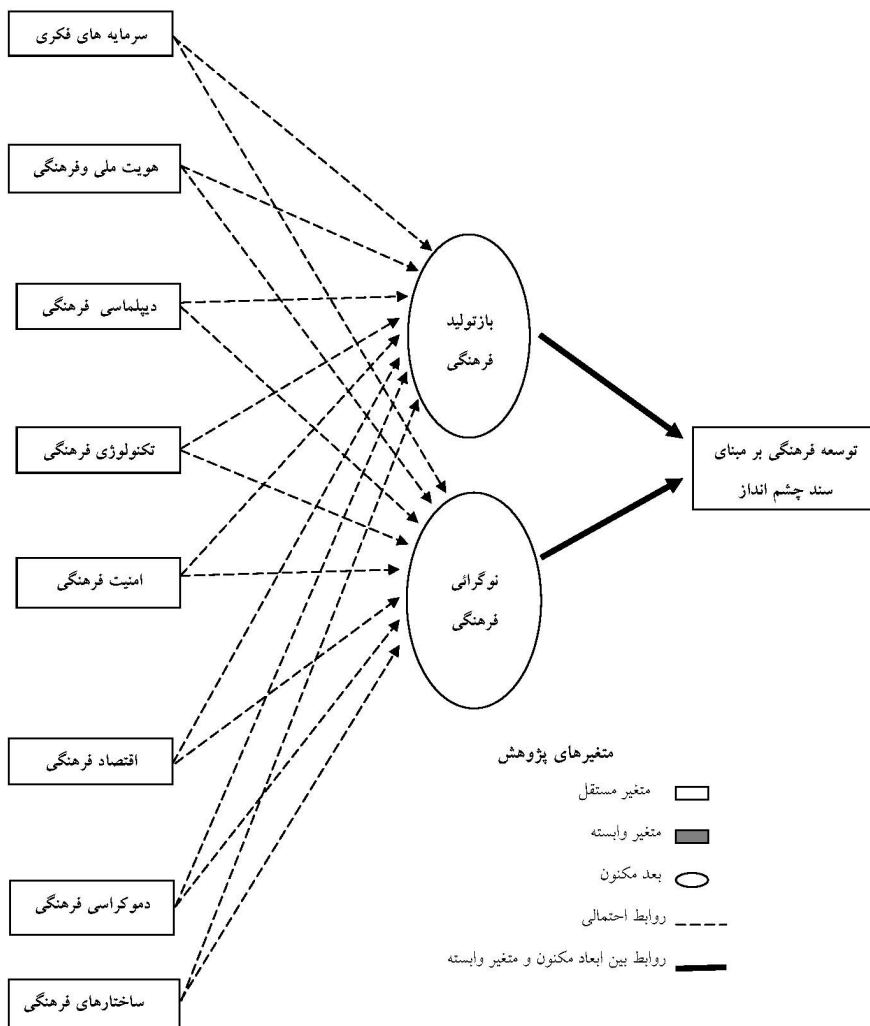 سرمایه های فکری
هویت ملی وفرهنگی
دیپلماسی فرهنگی
تکنولوژی فرهنگی
امنیت فرهنگی
اقتصاد فرهنگی
دموکراسی فرهنگی
ساختارهای فرهنگی
بازتولید
فرهنگی
نوگرائی
فرهنگی
توسعه فرهنگی بر مبنای
سند چشم انداز
متغیرهای پژوهش
متغیر مستقل
متغیر وابسته
بعد مکنون
روابط احتمالی
روابط بین ابعاد مکنون و متغیر وابسته